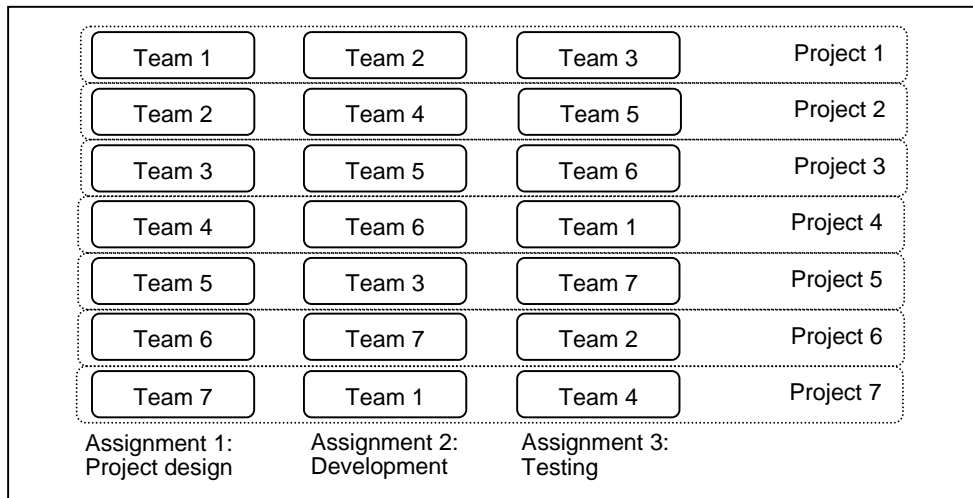 Team 1 Team 2 Team 3 Project 1
Team 2 Team 4 Team 5 Project 2
Team 3 Team 5 Team 6 Project 3
Team 4 Team 6 Team 1 Project 4
Team 5 Team 3 Team 7 Project 5
Team 6 Team 7 Team 2 Project 6
Team 7 Team 1 Team 4 Project 7
Assignment 1: Assignment 2: Assignment 3:
Project design Development Testing